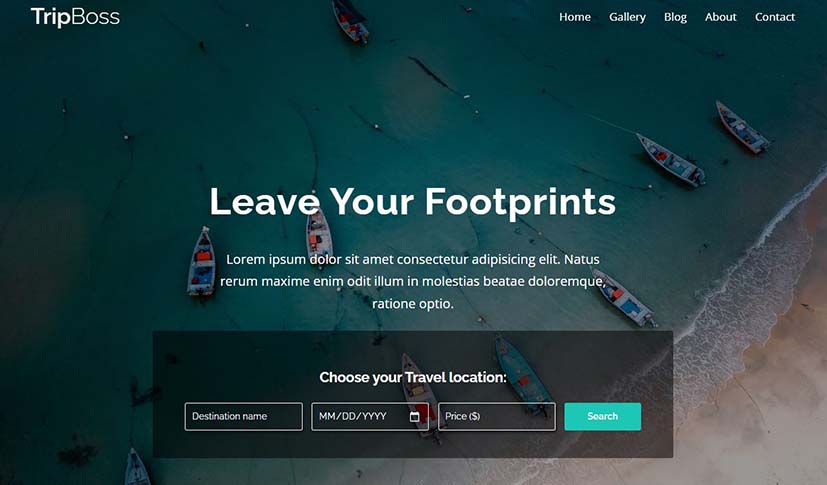 TripBoss
Home Gallery Blog About Contact
Leave Your Footprints
Lorem ipsum dolor sit amet consectetur adipisicing elit. Natus
rerum maxime enim odit illum in molestias beatae doloremque,
ratione optio.
Choose your Travel location:
Destination name MM/DD/YYYY Price ($) Search